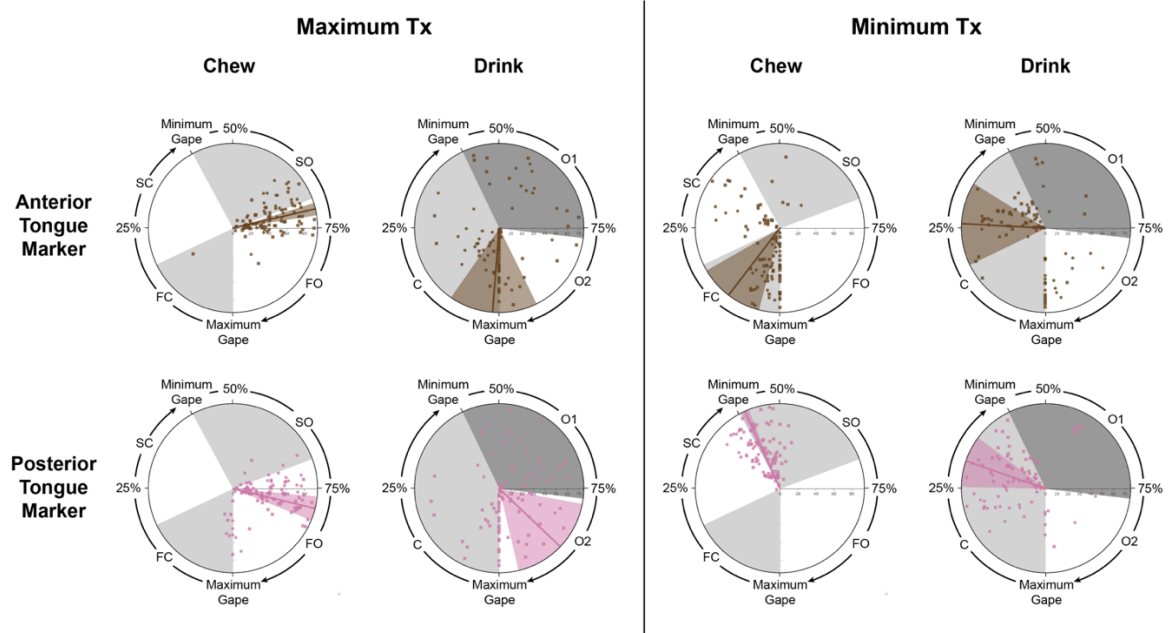 Maximum Tx
Minimum Tx
Chew
Drink
Chew
Drink
Anterior
Tongue
Marker
Minimum
Gape
50%
SO
SC
25%
75%
FC
FO
Maximum
Gape
Minimum
Gape
50%
O1
25%
75%
C
O2
Maximum
Gape
Minimum
Gape
50%
SO
SC
25%
75%
FC
FO
Maximum
Gape
Minimum
Gape
50%
O1
25%
75%
C
O2
Maximum
Gape
Posterior
Tongue
Marker
Minimum
Gape
50%
SO
SC
25%
75%
FC
FO
Maximum
Gape
Minimum
Gape
50%
O1
25%
75%
C
O2
Maximum
Gape
Minimum
Gape
50%
SO
SC
25%
75%
20 40 60 80
FC
FO
Maximum
Gape
Minimum
Gape
50%
O1
25%
75%
C
O2
Maximum
Gape